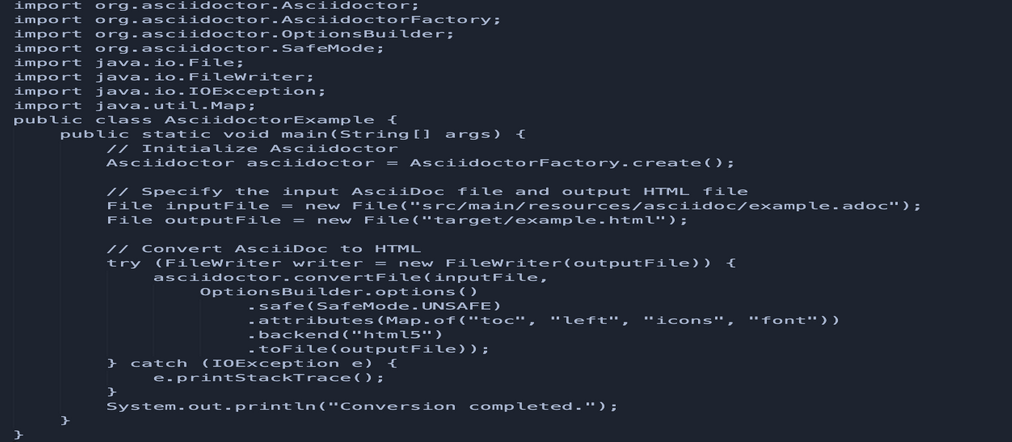 import org.asciidoctor.Asciidoctor;
import org.asciidoctor.AsciidoctorFactory;
import org.asciidoctor.OptionsBuilder;
import org.asciidoctor.SafeMode;
import java.io.File;
import java.io.FileWriter;
import java.io.IOException;
import java.util.Map;
public class AsciidoctorExample {
    public static void main(String[] args) {
        // Initialize Asciidoctor
        Asciidoctor asciidoctor = AsciidoctorFactory.create();

        // Specify the input AsciiDoc file and output HTML file
        File inputFile = new File("src/main/resources/asciidoc/example.adoc");
        File outputFile = new File("target/example.html");

        // Convert AsciiDoc to HTML
        try (FileWriter writer = new FileWriter(outputFile)) {
            asciidoctor.convertFile(inputFile,
                OptionsBuilder.options()
                    .safe(SafeMode.UNSAFE)
                    .attributes(Map.of("toc", "left", "icons", "font"))
                    .backend("html5")
                    .toFile(outputFile));
        } catch (IOException e) {
            e.printStackTrace();
        }
        System.out.println("Conversion completed.");
    }
}